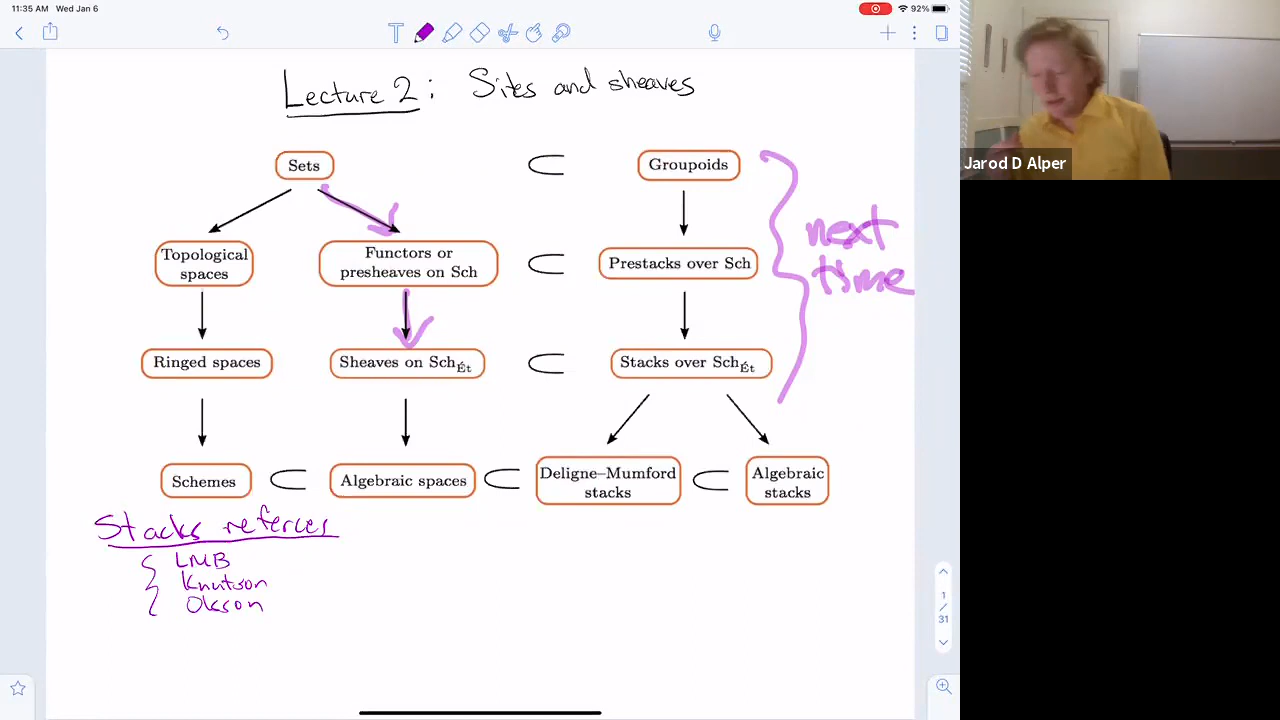 11:35 AM Wed Jan 6
92%
Lecture 2: Sites and sheaves
Sets ⊂ Groupoids
Topological spaces
Functors or presheaves on Sch ⊂ Prestacks over Sch
next time
Ringed spaces
Sheaves on Sch_Ét ⊂ Stacks over Sch_Ét
Schemes ⊂ Algebraic spaces ⊂ Deligne–Mumford stacks ⊂ Algebraic stacks
Stacks referces
LMB
Knutson
Olsson
1
/
31
Jarod D Alper